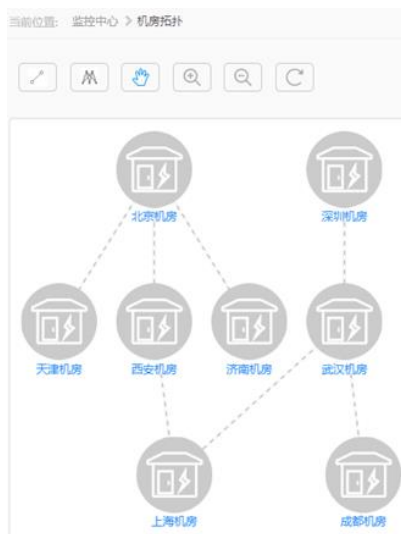 当前位置: 监控中心 > 机房拓扑
北京机房
深圳机房
天津机房
西安机房
济南机房
武汉机房
上海机房
成都机房